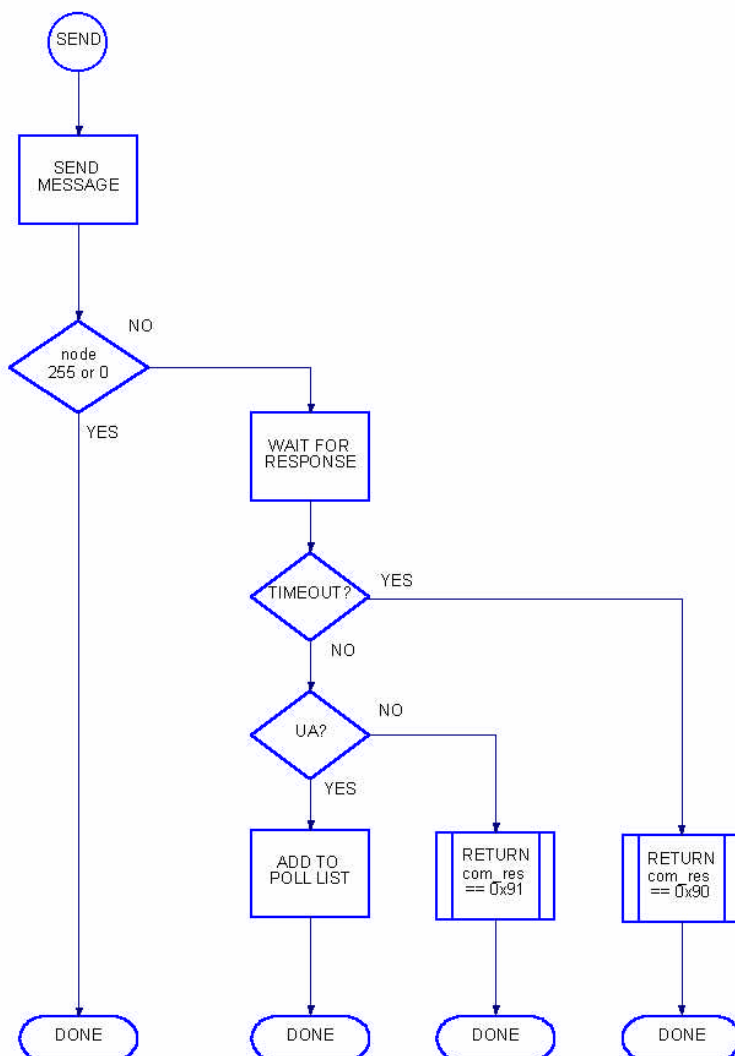 SEND
SEND
MESSAGE
NO
node
255 or 0
YES
WAIT FOR
RESPONSE
TIMEOUT?
YES
NO
UA?
NO
YES
ADD TO
POLL LIST
RETURN
com_res
== 0x91
RETURN
com_res
== 0x90
DONE
DONE
DONE
DONE